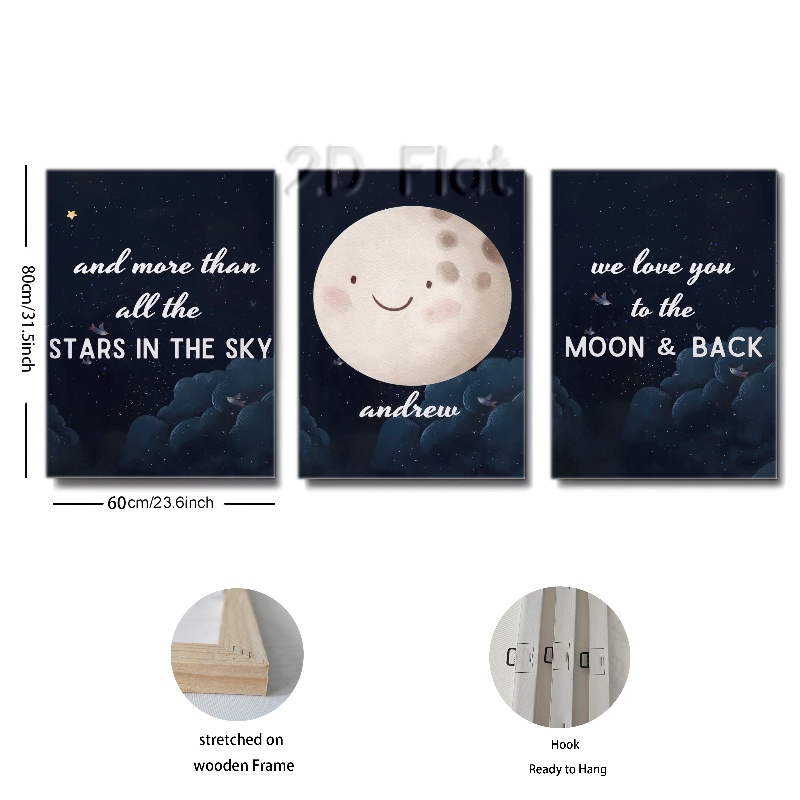 2D Flat
80cm/31.5inch
and more than
all the
STARS IN THE SKY
andrew
we love you
to the
MOON & BACK
60cm/23.6inch
stretched on
wooden Frame
Hook
Ready to Hang